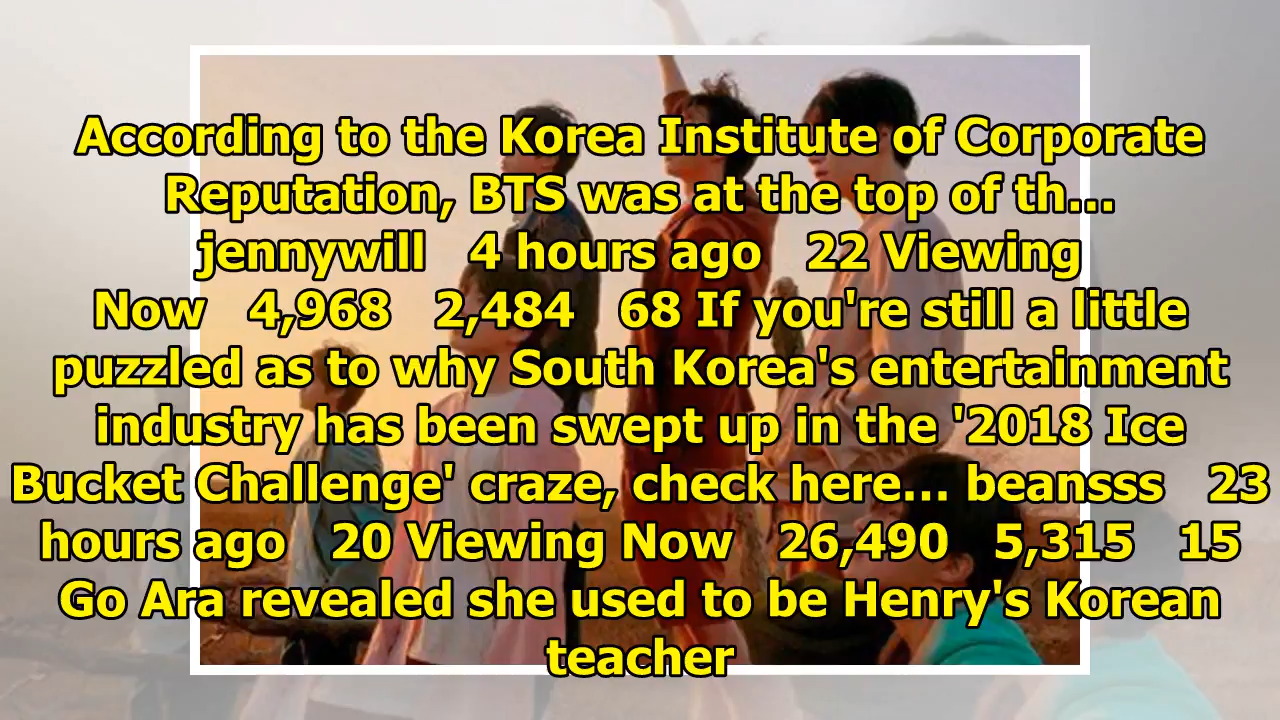 According to the Korea Institute of Corporate
Reputation, BTS was at the top of th...
jennywill 4 hours ago 22 Viewing
Now 4,968 2,484 68 If you're still a little
puzzled as to why South Korea's entertainment
industry has been swept up in the '2018 Ice
Bucket Challenge' craze, check here... beansss 23
hours ago 20 Viewing Now 26,490 5,315 15
Go Ara revealed she used to be Henry's Korean
teacher